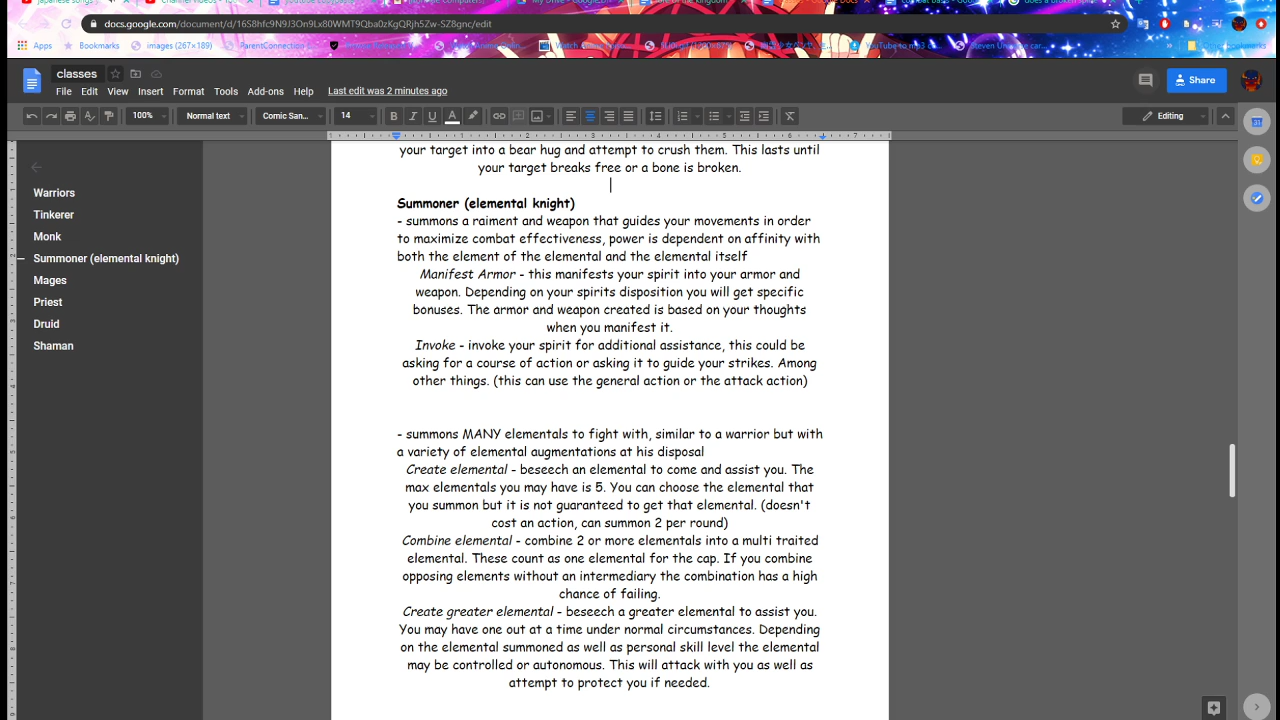 docs.google.com/document/d/16S8hfc9N9J3On9Lx80WMT9Qba0zKgQRjh5Zw-SZ8gnc/edit
Apps
Bookmarks
images (267×189)
ParentConnection
YouTube to mp3 co...
Steven Universe car...
Other bookmarks
classes
File Edit View Insert Format Tools Add-ons Help Last edit was 2 minutes ago
Share
100% Normal text Comic San... 14 Editing
Warriors
Tinkerer
Monk
Summoner (elemental knight)
Mages
Priest
Druid
Shaman
your target into a bear hug and attempt to crush them. This lasts until
your target breaks free or a bone is broken.
Summoner (elemental knight)
- summons a raiment and weapon that guides your movements in order
to maximize combat effectiveness, power is dependent on affinity with
both the element of the elemental and the elemental itself
Manifest Armor - this manifests your spirit into your armor and
weapon. Depending on your spirits disposition you will get specific
bonuses. The armor and weapon created is based on your thoughts
when you manifest it.
Invoke - invoke your spirit for additional assistance, this could be
asking for a course of action or asking it to guide your strikes. Among
other things. (this can use the general action or the attack action)
- summons MANY elementals to fight with, similar to a warrior but with
a variety of elemental augmentations at his disposal
Create elemental - beseech an elemental to come and assist you. The
max elementals you may have is 5. You can choose the elemental that
you summon but it is not guaranteed to get that elemental. (doesn't
cost an action, can summon 2 per round)
Combine elemental - combine 2 or more elementals into a multi traited
elemental. These count as one elemental for the cap. If you combine
opposing elements without an intermediary the combination has a high
chance of failing.
Create greater elemental - beseech a greater elemental to assist you.
You may have one out at a time under normal circumstances. Depending
on the elemental summoned as well as personal skill level the elemental
may be controlled or autonomous. This will attack with you as well as
attempt to protect you if needed.